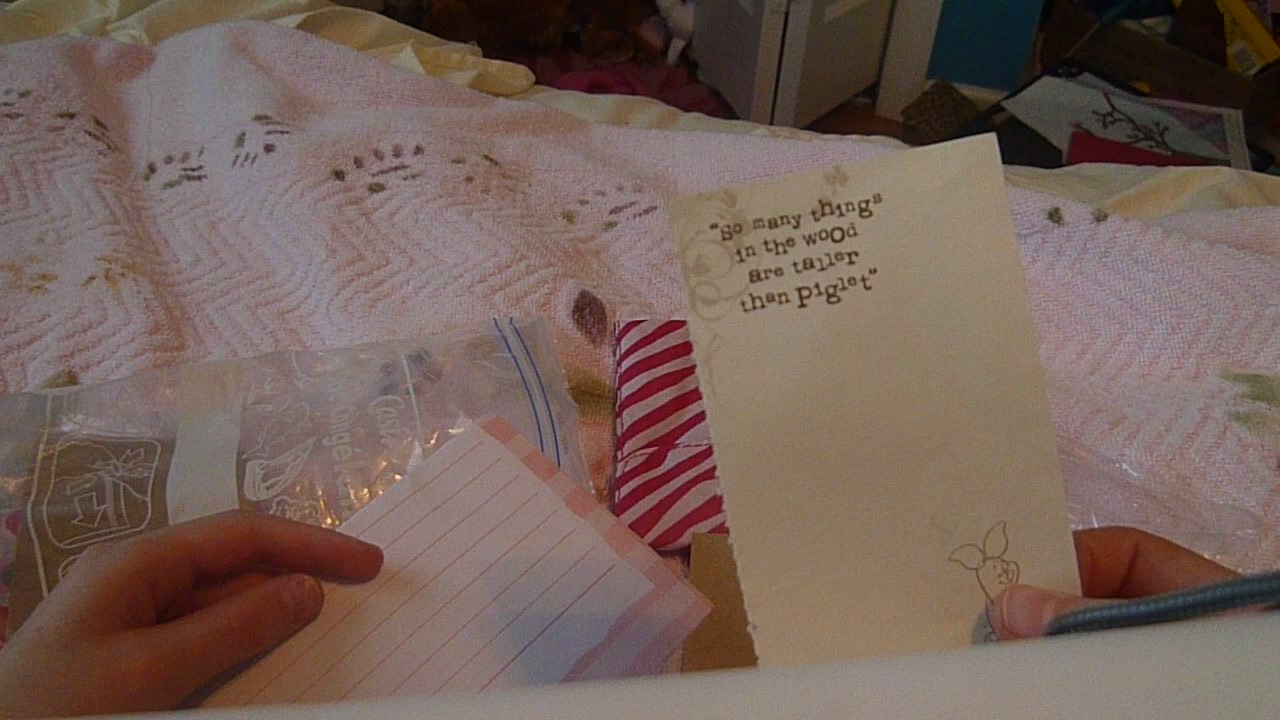 "So many things
in the wood
are taller
than piglet"